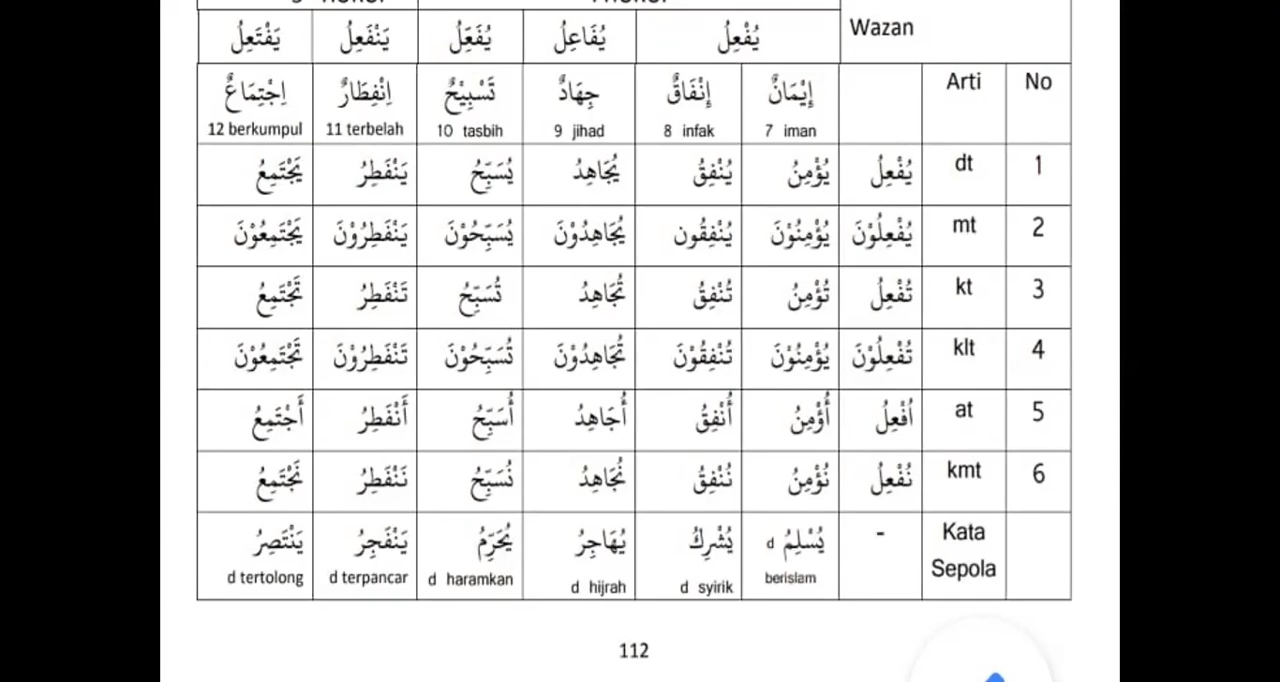 Wazan يُفْعِلُ يُفَاعِلُ يُفَعِّلُ يَنْفَعِلُ يَفْتَعِلُ
No Arti إِيْمَانٌ إِنْفَاقٌ جِهَادٌ تَسْبِيْحٌ اِنْفِطَارٌ اِجْتِمَاعٌ
7 iman 8 infak 9 jihad 10 tasbih 11 terbelah 12 berkumpul
1 dt يُفْعِلُ يُؤْمِنُ يُنْفِقُ يُجَاهِدُ يُسَبِّحُ يَنْفَطِرُ يَجْتَمِعُ
2 mt يُفْعِلُوْنَ يُؤْمِنُوْنَ يُنْفِقُون يُجَاهِدُوْنَ يُسَبِّحُوْنَ يَنْفَطِرُوْنَ يَجْتَمِعُوْنَ
3 kt تُفْعِلُ تُؤْمِنُ تُنْفِقُ تُجَاهِدُ تُسَبِّحُ تَنْفَطِرُ تَجْتَمِعُ
4 klt تُفْعِلُوْنَ يُؤْمِنُوْنَ تُنْفِقُوْنَ تُجَاهِدُوْنَ تُسَبِّحُوْنَ تَنْفَطِرُوْنَ تَجْتَمِعُوْنَ
5 at اُفْعِلُ أُؤْمِنُ أُنْفِقُ أُجَاهِدُ أُسَبِّحُ أَنْفَطِرُ أَجْتَمِعُ
6 kmt نُفْعِلُ نُؤْمِنُ نُنْفِقُ نُجَاهِدُ نُسَبِّحُ نَنْفَطِرُ نَجْتَمِعُ
Kata - يُسْلِمُ d يُشْرِكُ يُهَاجِرُ يُحَرِّمُ يَنْفَجِرُ يَنْتَصِرُ
Sepola berislam d syirik d hijrah d haramkan d terpancar d tertolong
112